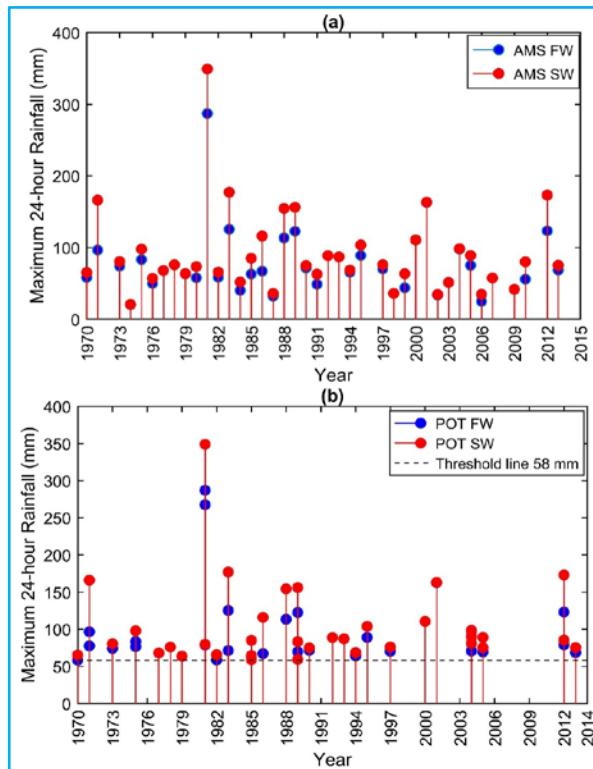 (a)
400
300
200
100
0
Maximum 24-hour Rainfall (mm)
AMS FW
AMS SW
1970 1973 1976 1979 1982 1985 1988 1991 1994 1997 2000 2003 2006 2009 2012 2015
Year
(b)
400
350
300
250
200
150
100
50
0
Maximum 24-hour Rainfall (mm)
POT FW
POT SW
Threshold line 58 mm
1970 1973 1976 1979 1982 1985 1988 1991 1994 1997 2000 2003 2006 2009 2012 2014
Year